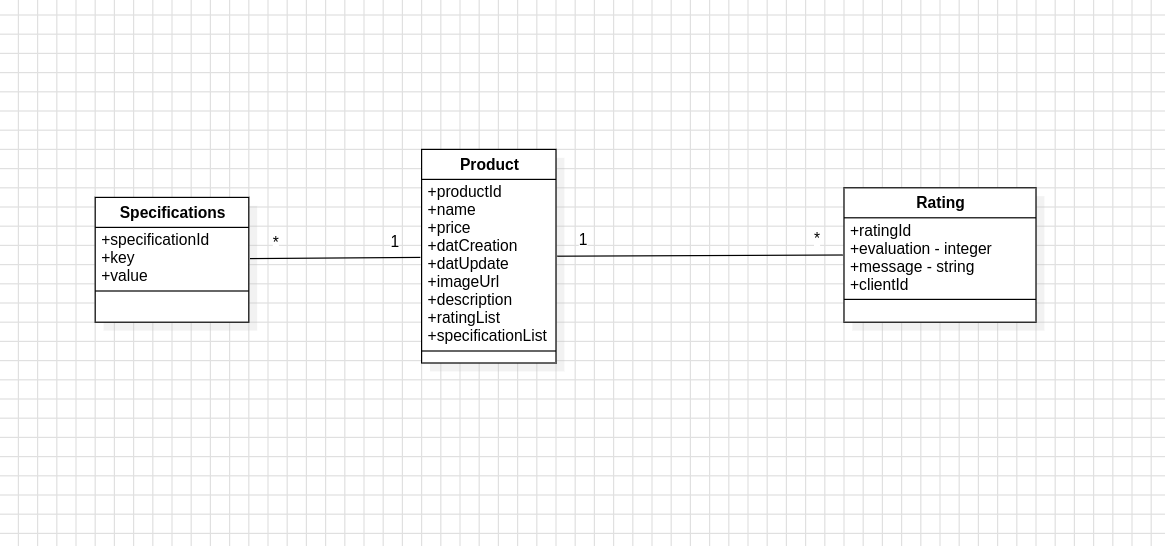 Specifications
+specificationId
+key
+value
*
1
Product
+productId
+name
+price
+datCreation
+datUpdate
+imageUrl
+description
+ratingList
+specificationList
1
*
Rating
+ratingId
+evaluation - integer
+message - string
+clientId